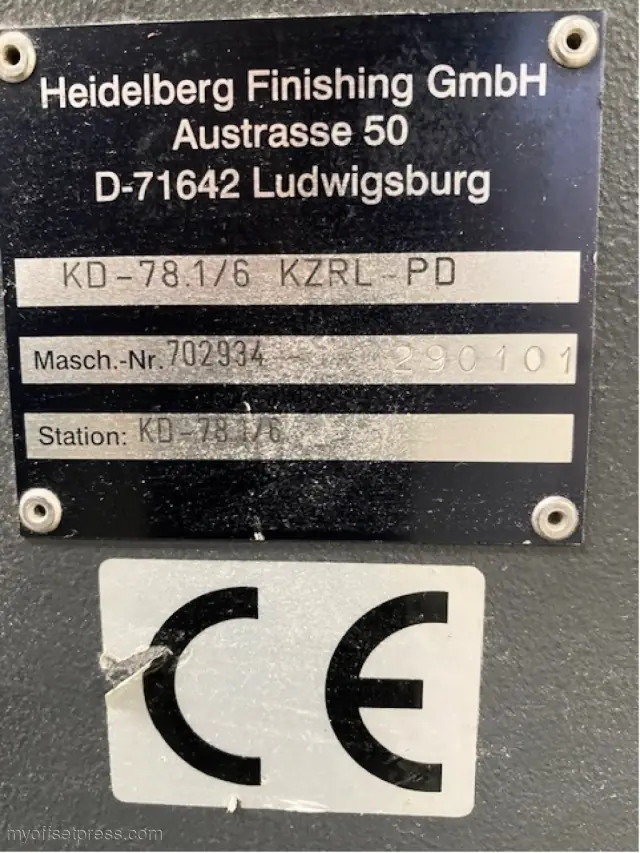 Heidelberg Finishing GmbH
Austrasse 50
D-71642 Ludwigsburg
KD-78.1/6 KZRL-PD
Masch.-Nr. 702934 290101
Station: KD-78.1/6
CE
myoffsetpress.com